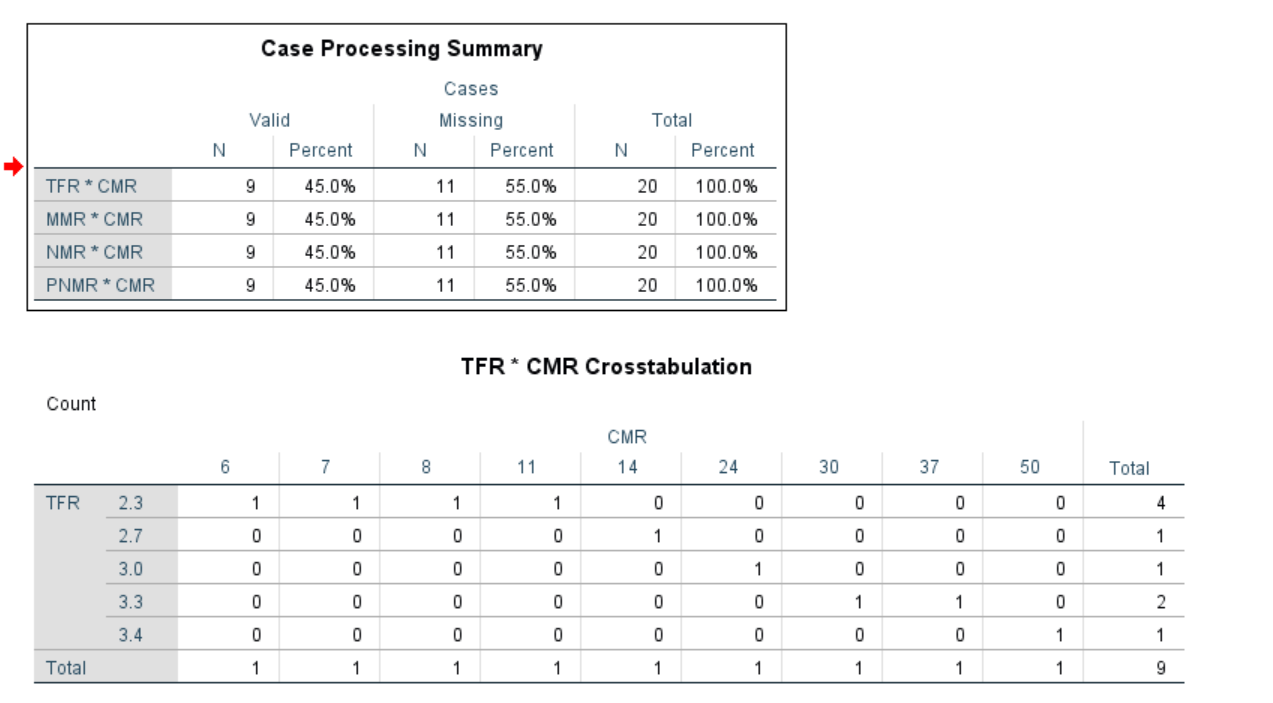 Case Processing Summary
Cases
Valid Missing Total
N Percent N Percent N Percent
TFR * CMR 9 45.0% 11 55.0% 20 100.0%
MMR * CMR 9 45.0% 11 55.0% 20 100.0%
NMR * CMR 9 45.0% 11 55.0% 20 100.0%
PNMR * CMR 9 45.0% 11 55.0% 20 100.0%
TFR * CMR Crosstabulation
Count
CMR
6 7 8 11 14 24 30 37 50 Total
TFR 2.3 1 1 1 1 0 0 0 0 0 4
2.7 0 0 0 0 1 0 0 0 0 1
3.0 0 0 0 0 0 1 0 0 0 1
3.3 0 0 0 0 0 0 1 1 0 2
3.4 0 0 0 0 0 0 0 0 1 1
Total 1 1 1 1 1 1 1 1 1 9